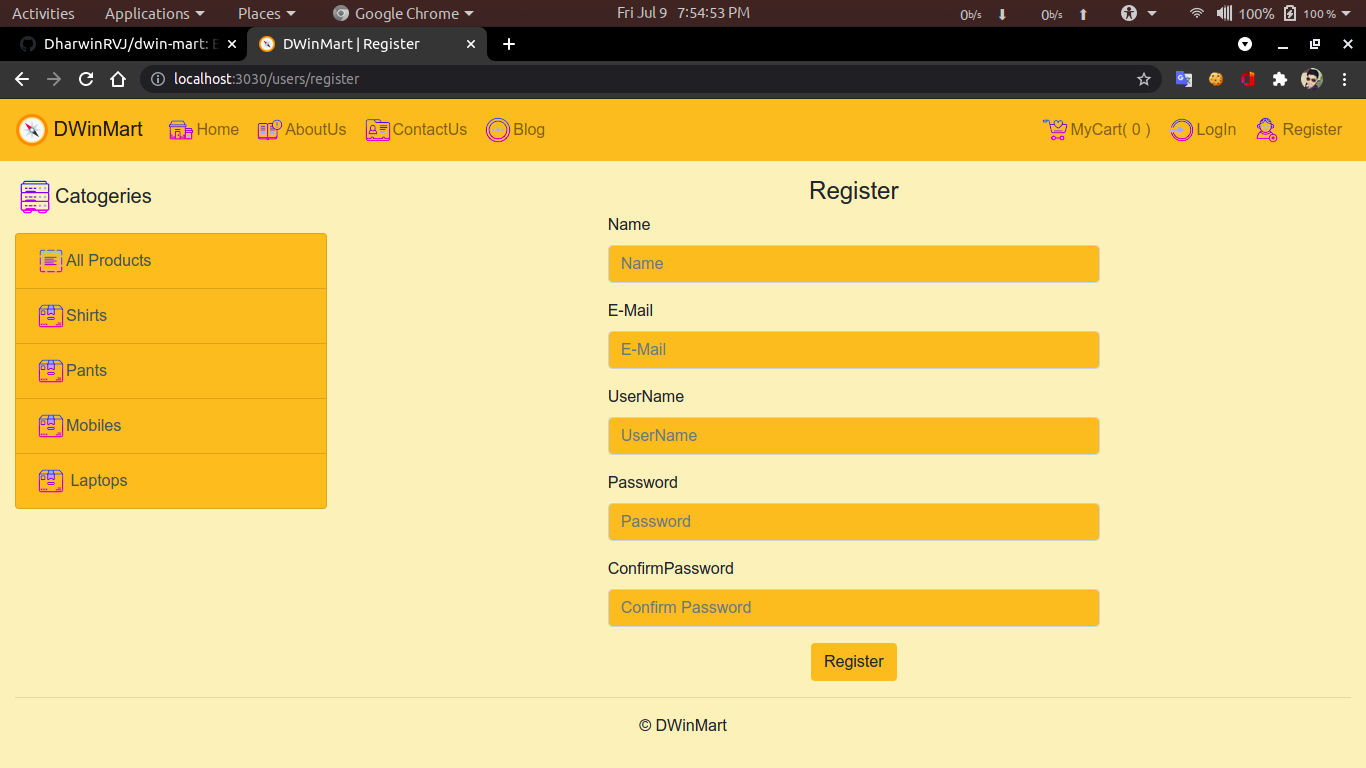 Activities Applications Places Google Chrome Fri Jul 9 7:54:53 PM 0b/s 0b/s 100% 100 %
DharwinRVJ/dwin-mart: DWinMart | Register
localhost:3030/users/register
DWinMart Home AboutUs ContactUs Blog MyCart( 0 ) LogIn Register
Catogeries
All Products
Shirts
Pants
Mobiles
Laptops
Register
Name
Name
E-Mail
E-Mail
UserName
UserName
Password
Password
ConfirmPassword
Confirm Password
Register
© DWinMart